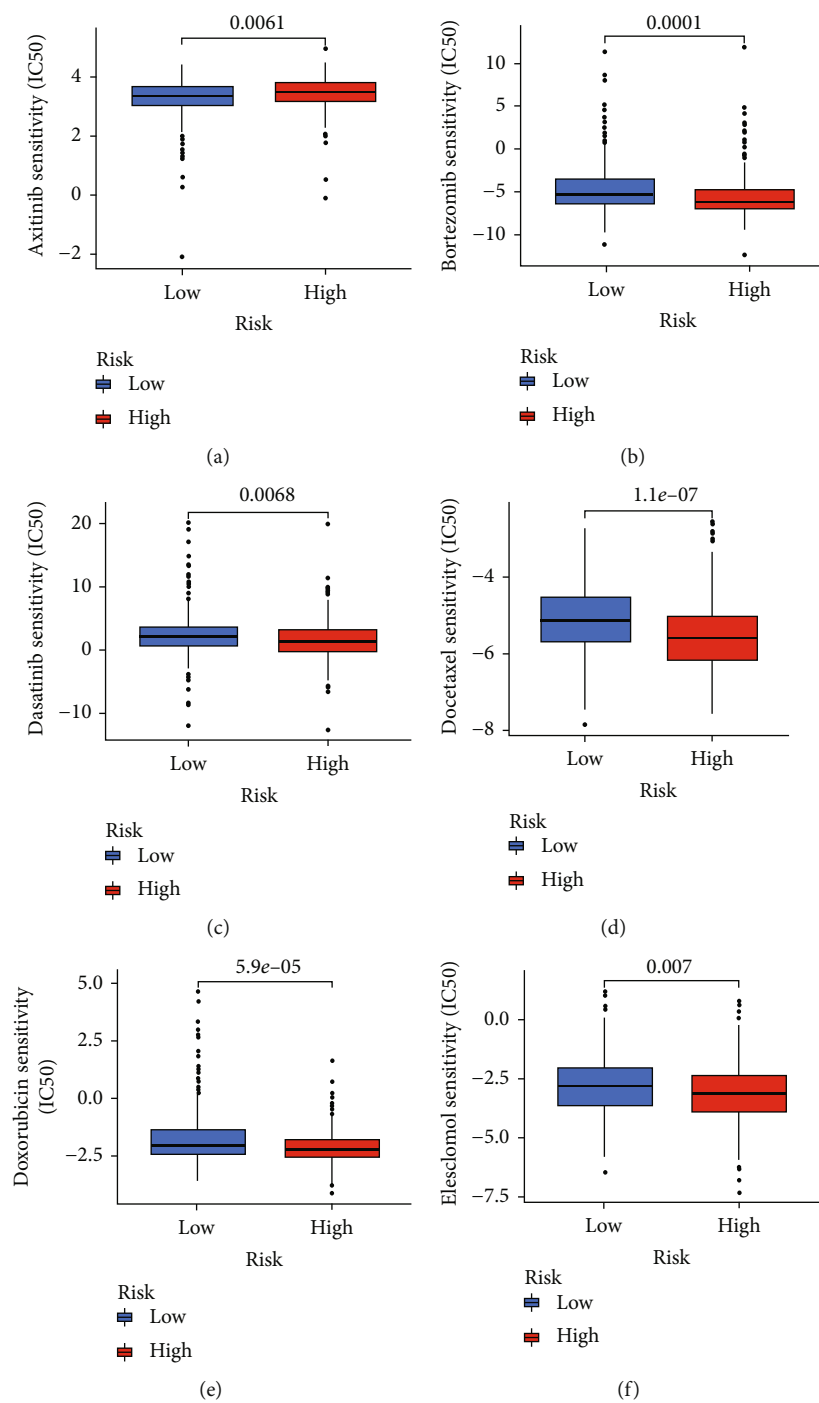 0.0061
Axitinib sensitivity (IC50)
4
2
0
−2
Low High
Risk
Risk
Low
High
(a)
0.0001
Bortezomib sensitivity (IC50)
10
5
0
−5
−10
Low High
Risk
Risk
Low
High
(b)
0.0068
Dasatinib sensitivity (IC50)
20
10
0
−10
Low High
Risk
Risk
Low
High
(c)
1.1e−07
Docetaxel sensitivity (IC50)
−4
−6
−8
Low High
Risk
Risk
Low
High
(d)
5.9e−05
Doxorubicin sensitivity
(IC50)
5.0
2.5
0.0
−2.5
Low High
Risk
Risk
Low
High
(e)
0.007
Elesclomol sensitivity (IC50)
0.0
−2.5
−5.0
−7.5
Low High
Risk
Risk
Low
High
(f)